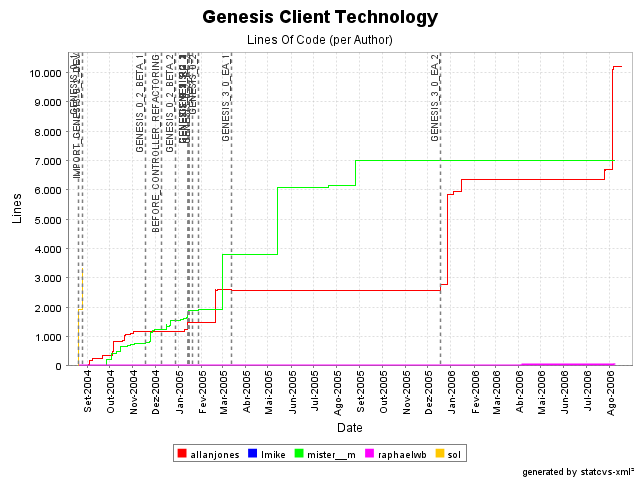 Genesis Client Technology
Lines Of Code (per Author)
10.000
9.000
8.000
7.000
6.000
5.000
4.000
3.000
2.000
1.000
0
Lines
IMPORT_GENESIS_0_2_DEV
GENESIS_0_2_BETA_1
BEFORE_CONTROLLER_REFACTORING
GENESIS_0_2_BETA_2
GENESIS_3_0_EA_1
GENESIS_3_0_EA_2
Set-2004
Out-2004
Nov-2004
Dez-2004
Jan-2005
Fev-2005
Mar-2005
Abr-2005
Mai-2005
Jun-2005
Jul-2005
Ago-2005
Set-2005
Out-2005
Nov-2005
Dez-2005
Jan-2006
Fev-2006
Mar-2006
Abr-2006
Mai-2006
Jun-2006
Jul-2006
Ago-2006
Date
allanjones lmike mister__m raphaelwb sol
generated by statcvs-xml²